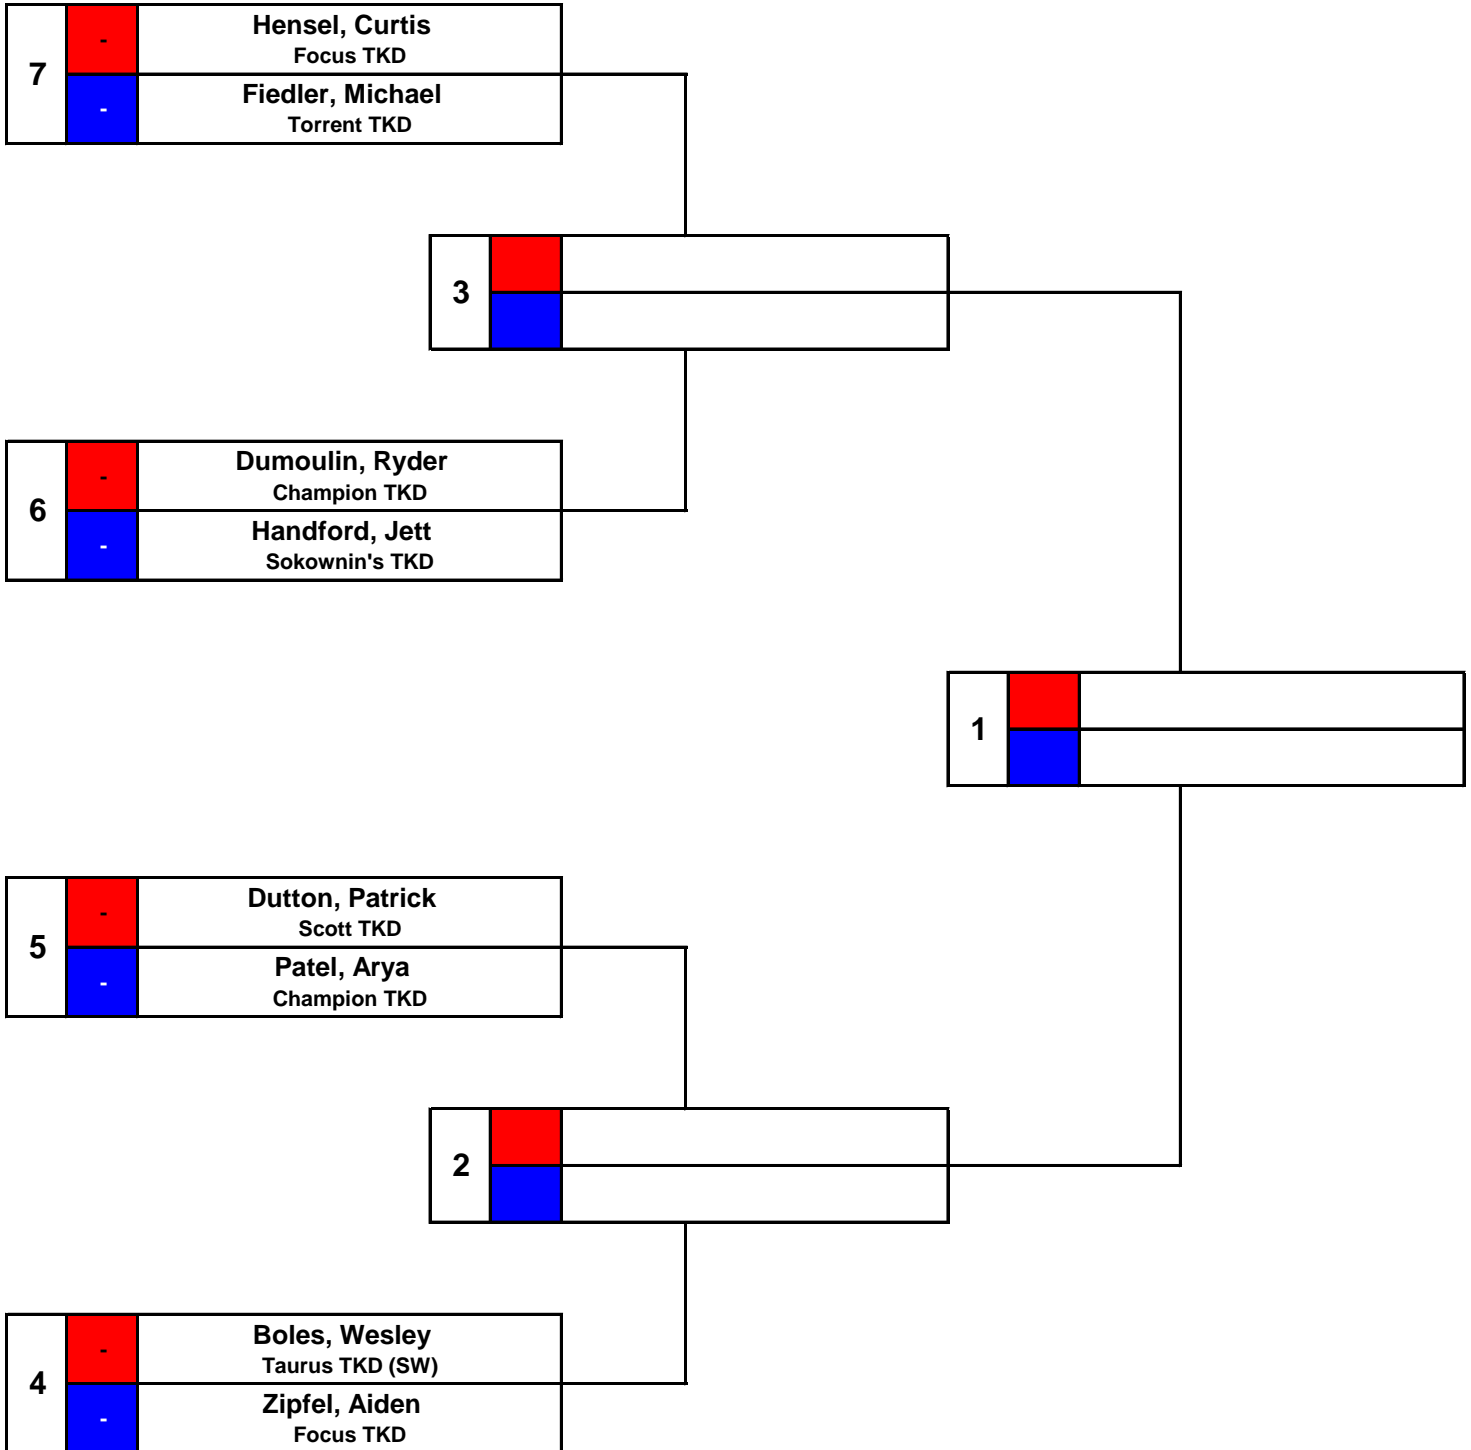 Hensel, Curtis
Focus TKD
7
-
-
Fiedler, Michael
Torrent TKD
3
Dumoulin, Ryder
Champion TKD
6
-
-
Handford, Jett
Sokownin's TKD
1
Dutton, Patrick
Scott TKD
5
-
-
Patel, Arya
Champion TKD
2
Boles, Wesley
Taurus TKD (SW)
4
-
-
Zipfel, Aiden
Focus TKD